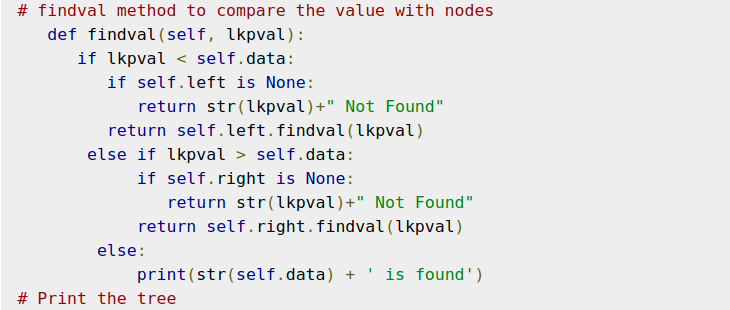 # findval method to compare the value with nodes
def findval(self, lkpval):
if lkpval < self.data:
if self.left is None:
return str(lkpval)+" Not Found"
return self.left.findval(lkpval)
else if lkpval > self.data:
if self.right is None:
return str(lkpval)+" Not Found"
return self.right.findval(lkpval)
else:
print(str(self.data) + ' is found')
# Print the tree